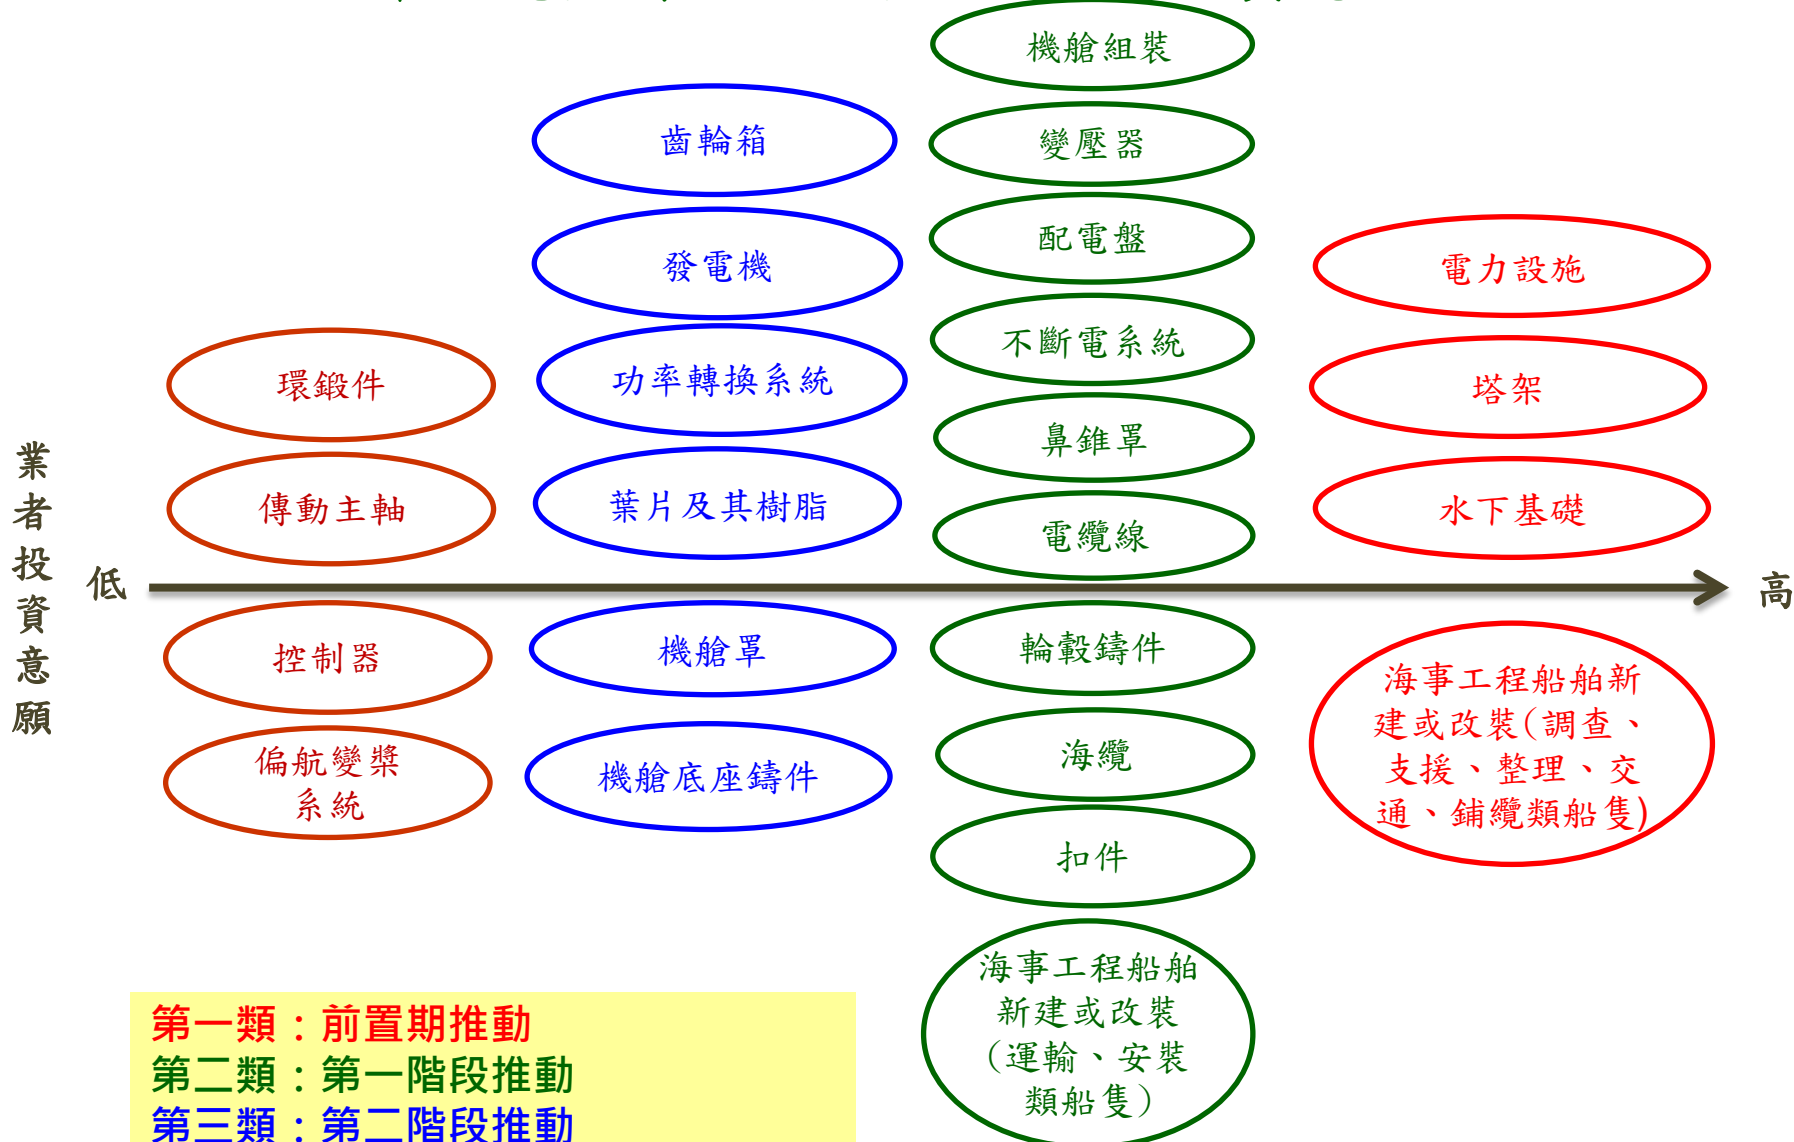 機艙組裝
齒輪箱
變壓器
配電盤
發電機
電力設施
不斷電系統
環鍛件
功率轉換系統
塔架
鼻錐罩
傳動主軸
葉片及其樹脂
電纜線
水下基礎
業者投資意願
低
高
控制器
機艙罩
輪轂鑄件
海事工程船舶新
建或改裝(調查、
支援、整理、交
通、鋪纜類船隻)
偏航變槳
系統
機艙底座鑄件
海纜
扣件
海事工程船舶
新建或改裝
(運輸、安裝
類船隻)
第一類：前置期推動
第二類：第一階段推動
第三類：第二階段推動